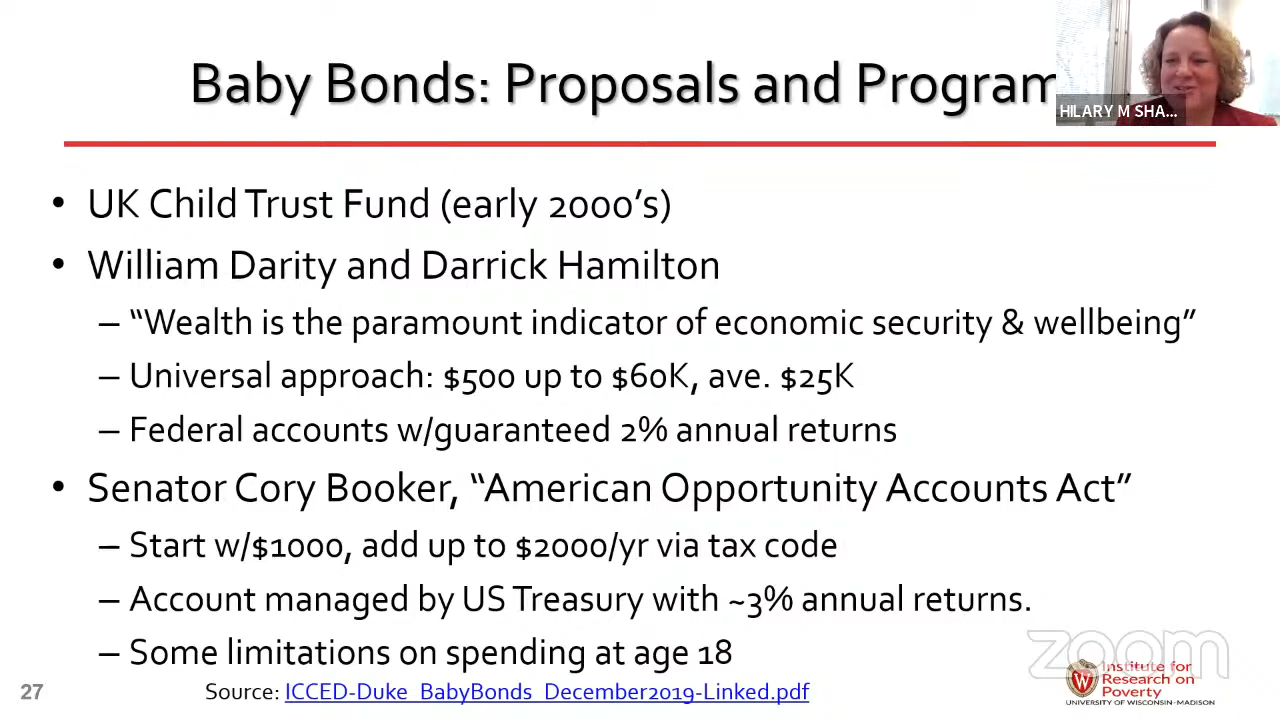 Baby Bonds: Proposals and Program
HILARY M SHA...
• UK Child Trust Fund (early 2000's)
• William Darity and Darrick Hamilton
– “Wealth is the paramount indicator of economic security & wellbeing”
– Universal approach: $500 up to $60K, ave. $25K
– Federal accounts w/guaranteed 2% annual returns
• Senator Cory Booker, “American Opportunity Accounts Act”
– Start w/$1000, add up to $2000/yr via tax code
– Account managed by US Treasury with ~3% annual returns.
– Some limitations on spending at age 18
zoom
Institute for
Research on
Poverty
UNIVERSITY OF WISCONSIN-MADISON
27
Source: ICCED-Duke_BabyBonds_December2019-Linked.pdf